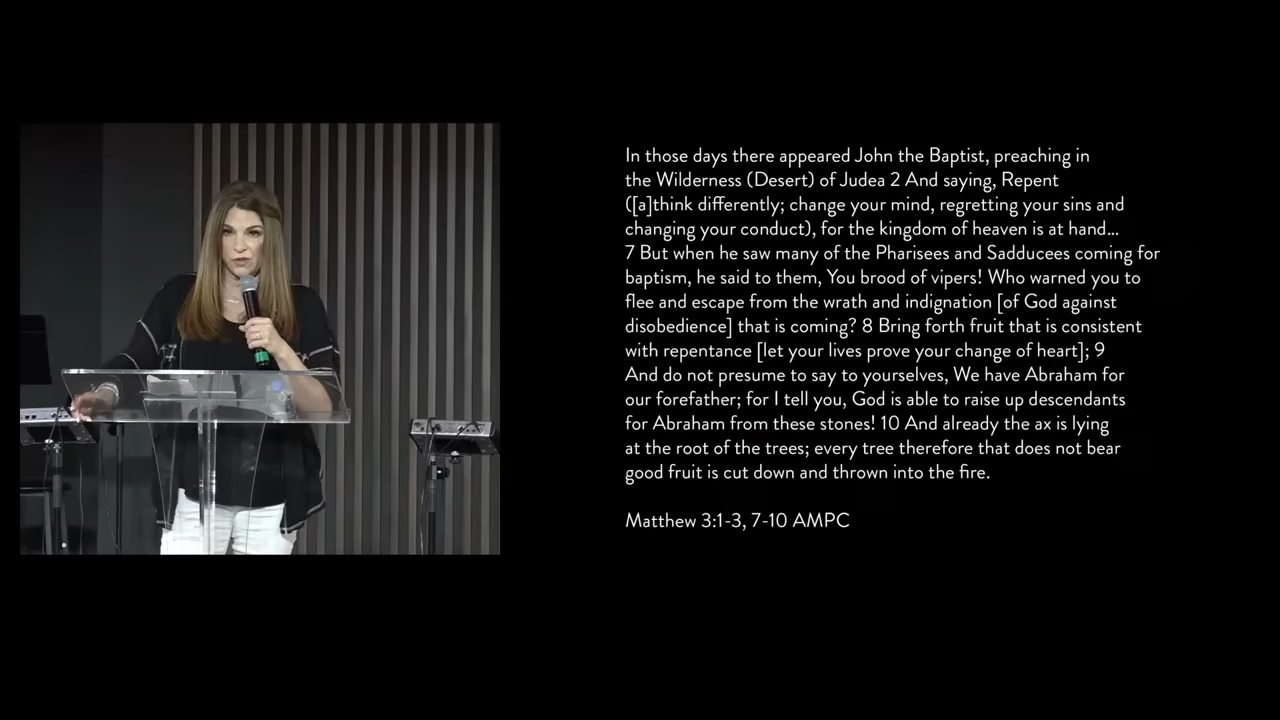 In those days there appeared John the Baptist, preaching in
the Wilderness (Desert) of Judea 2 And saying, Repent
([a]think differently; change your mind, regretting your sins and
changing your conduct), for the kingdom of heaven is at hand...
7 But when he saw many of the Pharisees and Sadducees coming for
baptism, he said to them, You brood of vipers! Who warned you to
flee and escape from the wrath and indignation [of God against
disobedience] that is coming? 8 Bring forth fruit that is consistent
with repentance [let your lives prove your change of heart]; 9
And do not presume to say to yourselves, We have Abraham for
our forefather; for I tell you, God is able to raise up descendants
for Abraham from these stones! 10 And already the ax is lying
at the root of the trees; every tree therefore that does not bear
good fruit is cut down and thrown into the fire.
Matthew 3:1-3, 7-10 AMPC